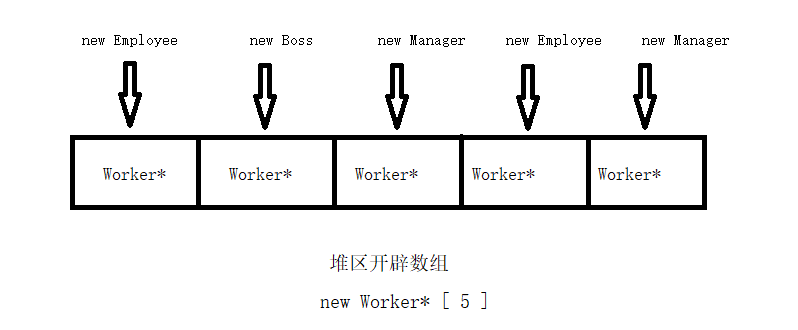 new Employee new Boss new Manager new Employee new Manager
Worker* Worker* Worker* Worker* Worker*
堆区开辟数组
new Worker* [ 5 ]